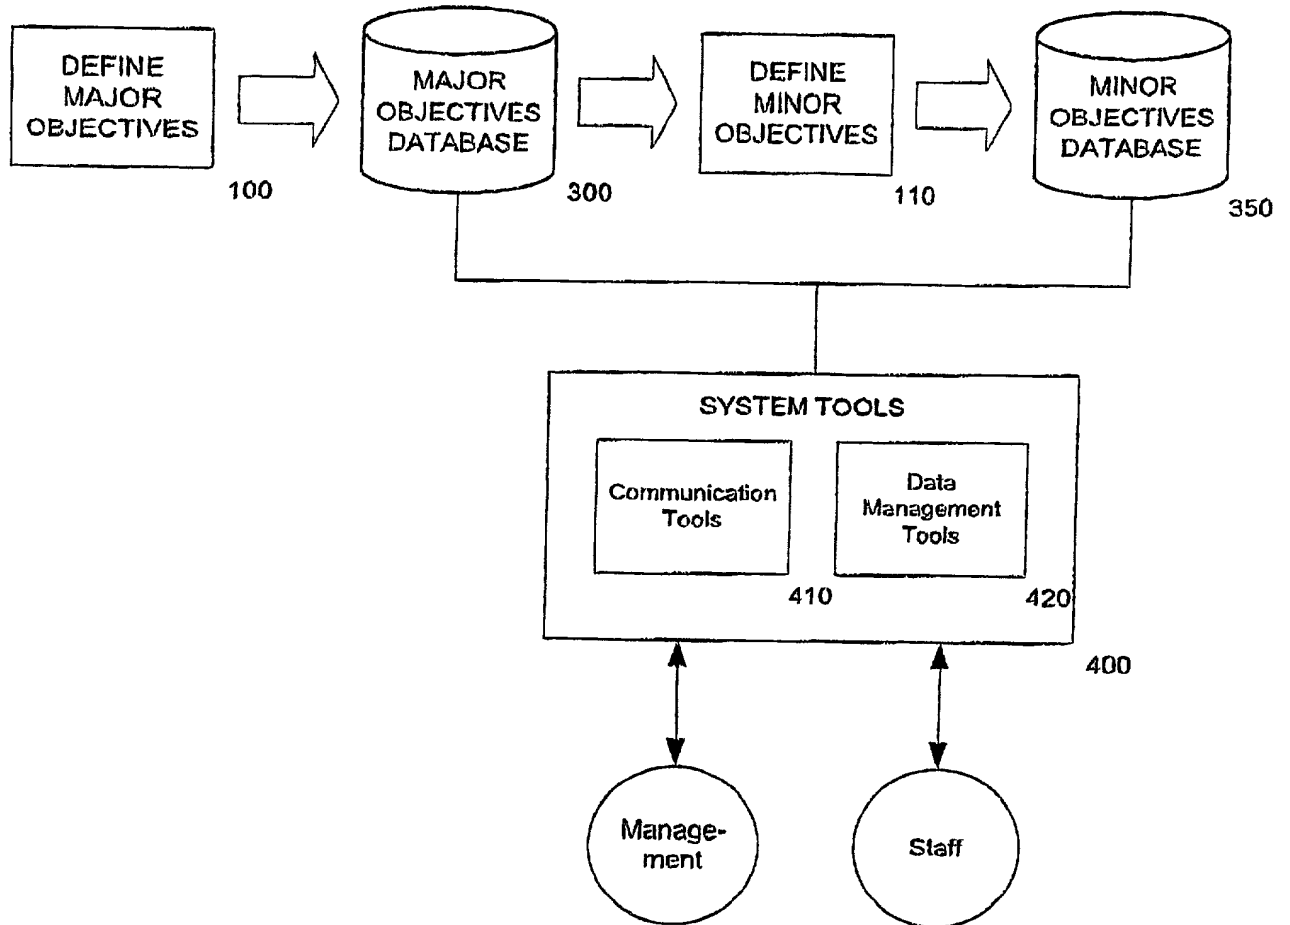 DEFINE
MAJOR
OBJECTIVES
100
MAJOR
OBJECTIVES
DATABASE
300
DEFINE
MINOR
OBJECTIVES
110
MINOR
OBJECTIVES
DATABASE
350
SYSTEM TOOLS
Communication
Tools
410
Data
Management
Tools
420
400
Manage-
ment
Staff